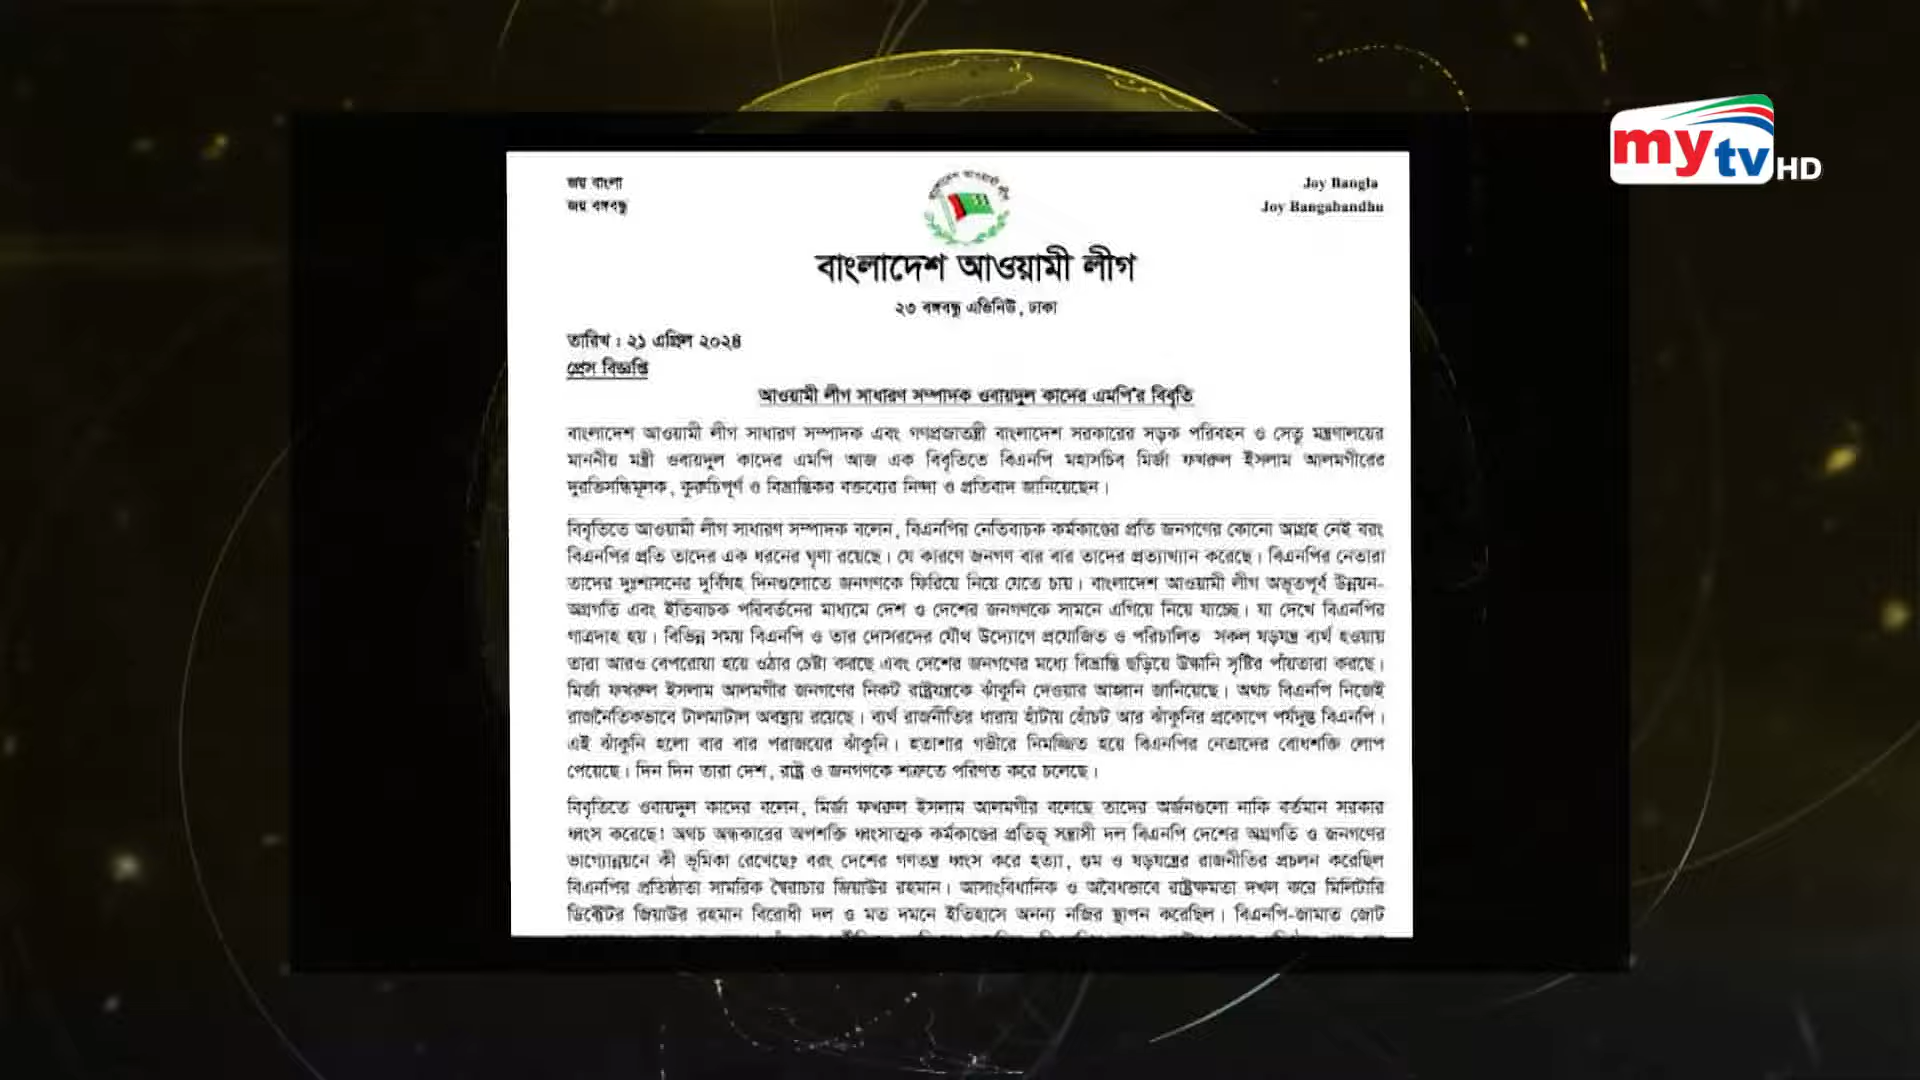 জয় বাংলা
জয় বঙ্গবন্ধু
Joy Bangla
Joy Bangabandhu
my tv HD
বাংলাদেশ আওয়ামী লীগ
বাংলাদেশ আওয়ামী লীগ
২৩ বঙ্গবন্ধু এভিনিউ, ঢাকা
তারিখ : ২১ এপ্রিল ২০২৪
প্রেস বিজ্ঞপ্তি
আওয়ামী লীগ সাধারণ সম্পাদক ওবায়দুল কাদের এমপি'র বিবৃতি
বাংলাদেশ আওয়ামী লীগ সাধারণ সম্পাদক এবং গণপ্রজাতন্ত্রী বাংলাদেশ সরকারের সড়ক পরিবহন ও সেতু মন্ত্রণালয়ের
মাননীয় মন্ত্রী ওবায়দুল কাদের এমপি আজ এক বিবৃতিতে বিএনপি মহাসচিব মির্জা ফখরুল ইসলাম আলমগীরের
দুরভিসন্ধিমূলক, কুরুচিপূর্ণ ও বিভ্রান্তিকর বক্তব্যের নিন্দা ও প্রতিবাদ জানিয়েছেন।
বিবৃতিতে আওয়ামী লীগ সাধারণ সম্পাদক বলেন, বিএনপির নেতিবাচক কর্মকাণ্ডের প্রতি জনগণের কোনো আগ্রহ নেই বরং
বিএনপির প্রতি তাদের এক ধরনের ঘৃণা রয়েছে। যে কারণে জনগণ বার বার তাদের প্রত্যাখ্যান করেছে। বিএনপির নেতারা
তাদের দুঃশাসনের দুর্বিষহ দিনগুলোতে জনগণকে ফিরিয়ে নিয়ে যেতে চায়। বাংলাদেশ আওয়ামী লীগ অভূতপূর্ব উন্নয়ন-
অগ্রগতি এবং ইতিবাচক পরিবর্তনের মাধ্যমে দেশ ও দেশের জনগণকে সামনে এগিয়ে নিয়ে যাচ্ছে। যা দেখে বিএনপির
গাত্রদাহ হয়। বিভিন্ন সময় বিএনপি ও তার দোসরদের যৌথ উদ্যোগে প্রযোজিত ও পরিচালিত সকল ষড়যন্ত্র ব্যর্থ হওয়ায়
তারা আরও বেপরোয়া হয়ে ওঠার চেষ্টা করছে এবং দেশের জনগণের মধ্যে বিভ্রান্তি ছড়িয়ে উস্কানি সৃষ্টির পাঁয়তারা করছে।
মির্জা ফখরুল ইসলাম আলমগীর জনগণের নিকট রাষ্ট্রযন্ত্রকে ঝাঁকুনি দেওয়ার আহ্বান জানিয়েছে। অথচ বিএনপি নিজেই
রাজনৈতিকভাবে টালমাটাল অবস্থায় রয়েছে। ব্যর্থ রাজনীতির ধারায় হাঁটায় হোঁচট আর ঝাঁকুনির প্রকোপে পর্যদুস্ত বিএনপি।
এই ঝাঁকুনি হলো বার বার পরাজয়ের ঝাঁকুনি। হতাশার গভীরে নিমজ্জিত হয়ে বিএনপির নেতাদের বোধশক্তি লোপ
পেয়েছে। দিন দিন তারা দেশ, রাষ্ট্র ও জনগণকে শত্রুতে পরিণত করে চলেছে।
বিবৃতিতে ওবায়দুল কাদের বলেন, মির্জা ফখরুল ইসলাম আলমগীর বলেছে তাদের অর্জনগুলো নাকি বর্তমান সরকার
ধ্বংস করেছে! অথচ অন্ধকারের অপশক্তি ধ্বংসাত্মক কর্মকাণ্ডের প্রতিভূ সন্ত্রাসী দল বিএনপি দেশের অগ্রগতি ও জনগণের
ভাগ্যোন্নয়নে কী ভূমিকা রেখেছে? বরং দেশের গণতন্ত্র ধ্বংস করে হত্যা, গুম ও ষড়যন্ত্রের রাজনীতির প্রচলন করেছিল
বিএনপির প্রতিষ্ঠাতা সামরিক স্বৈরাচার জিয়াউর রহমান। আসাংবিধানিক ও অবৈধভাবে রাষ্ট্রক্ষমতা দখল করে মিলিটারি
ডিক্টেটর জিয়াউর রহমান বিরোধী দল ও মত দমনে ইতিহাসে অনন্য নজির স্থাপন করেছিল। বিএনপি-জামাত জোট